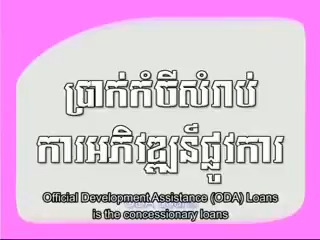 ប្រាក់កំចីសំរាប់
ការអភិវឌ្ឍន៍ផ្លូវការ
Official Development Assistance (ODA) Loans
is the concessionary loans